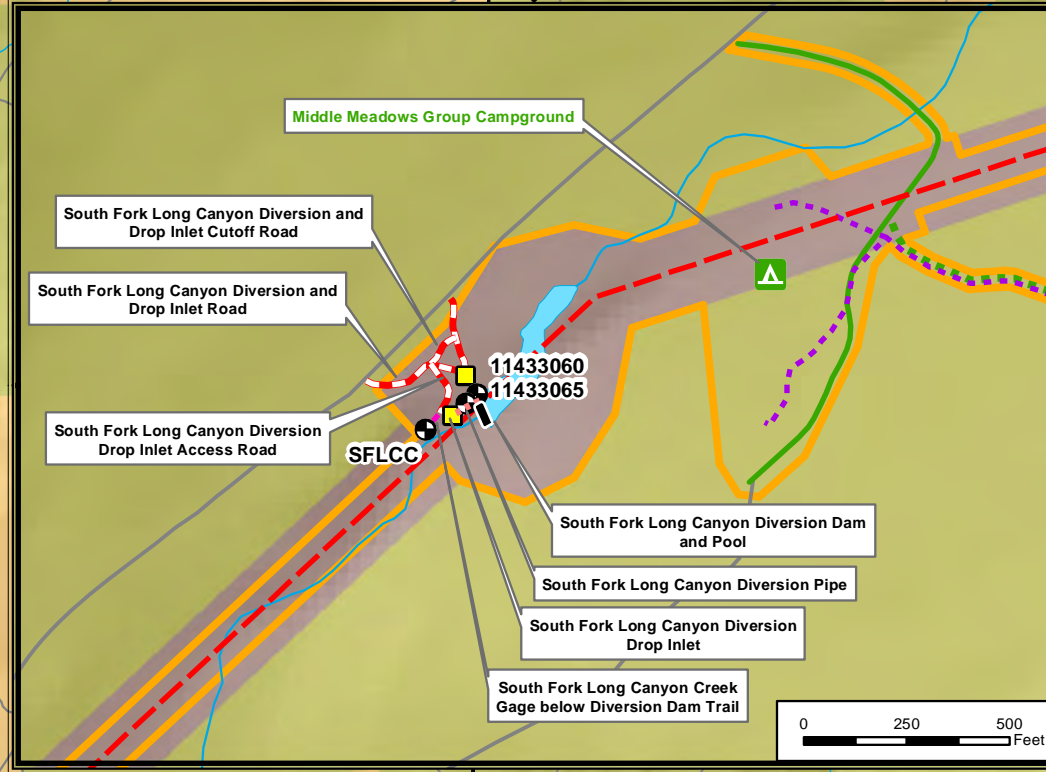 Middle Meadows Group Campground
South Fork Long Canyon Diversion and
Drop Inlet Cutoff Road
South Fork Long Canyon Diversion and
Drop Inlet Road
11433060
11433065
South Fork Long Canyon Diversion
Drop Inlet Access Road
SFLCC
South Fork Long Canyon Diversion Dam
and Pool
South Fork Long Canyon Diversion Pipe
South Fork Long Canyon Diversion
Drop Inlet
South Fork Long Canyon Creek
Gage below Diversion Dam Trail
0 250 500
Feet